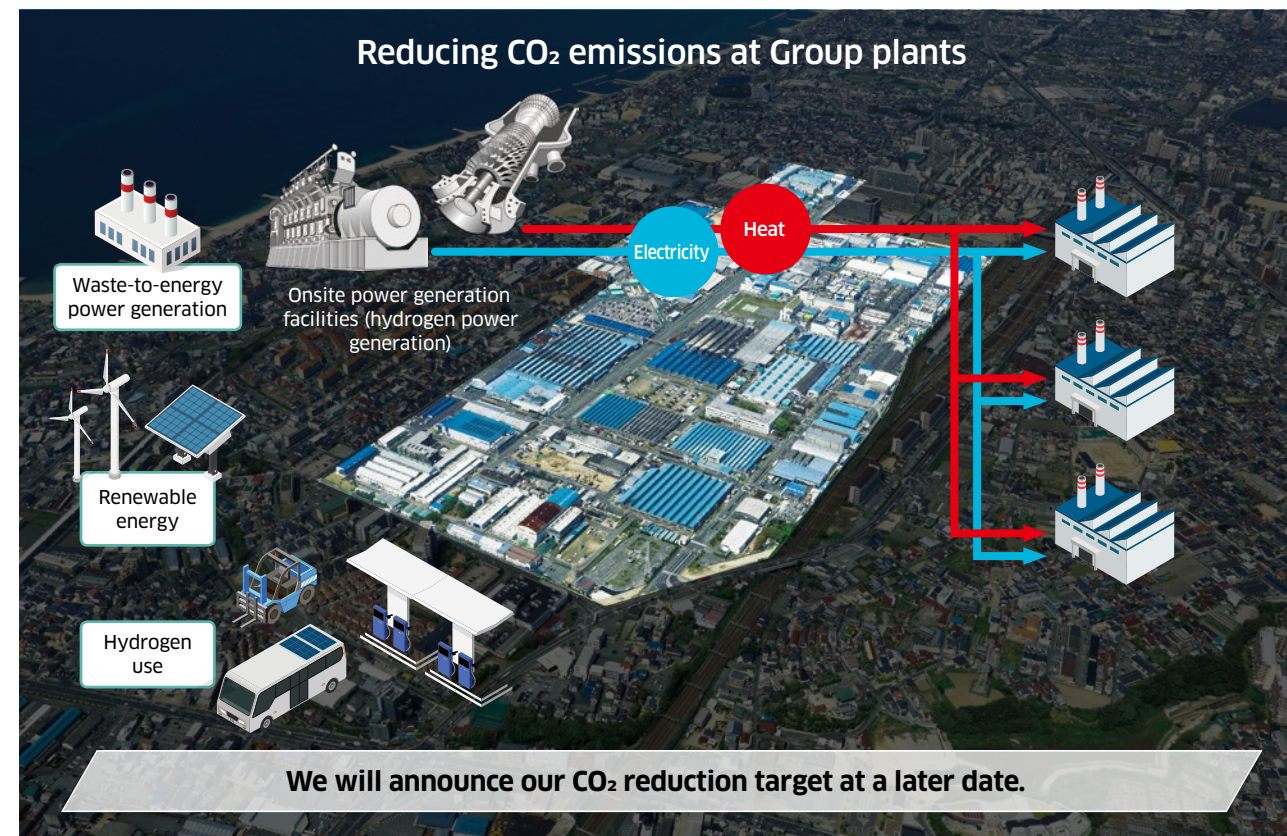 Reducing CO₂ emissions at Group plants
Waste-to-energy
power generation
Onsite power generation
facilities (hydrogen power
generation)
Electricity
Heat
Renewable
energy
Hydrogen
use
We will announce our CO₂ reduction target at a later date.